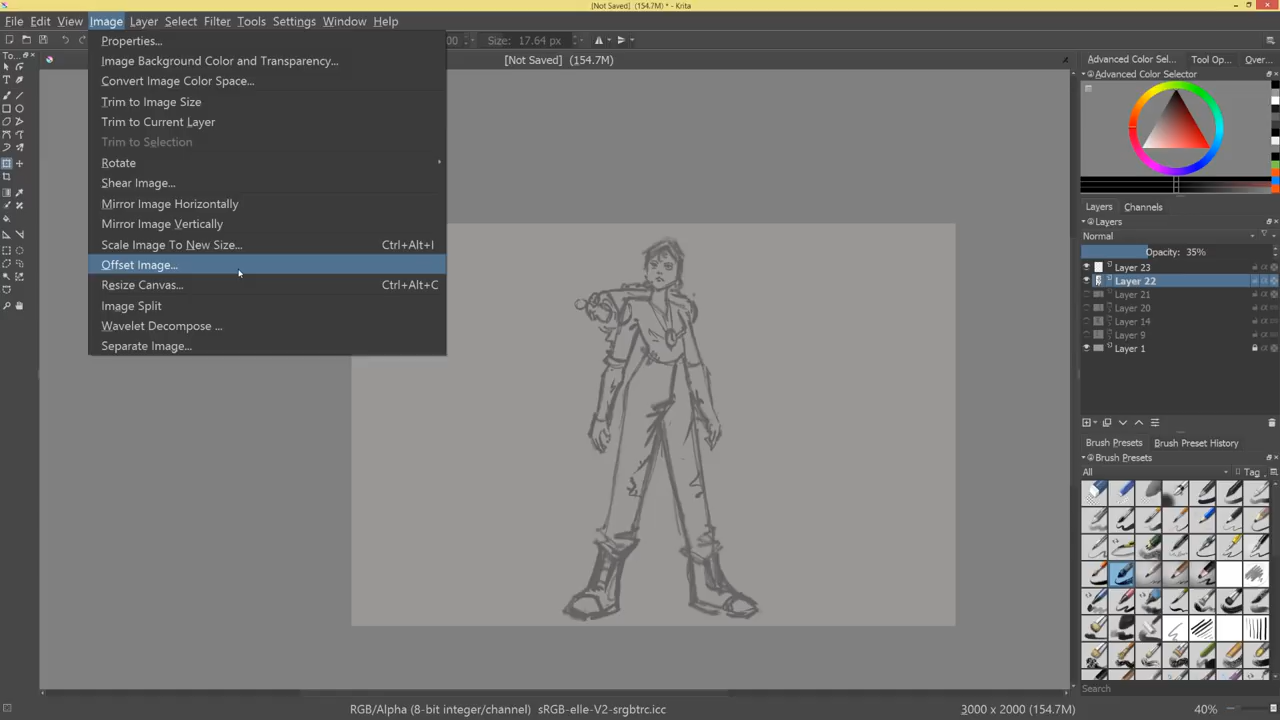 [Not Saved] (154.7M) * - Krita
File Edit View Image Layer Select Filter Tools Settings Window Help
Properties...
Image Background Color and Transparency...
Convert Image Color Space...
Trim to Image Size
Trim to Current Layer
Trim to Selection
Rotate
Shear Image...
Mirror Image Horizontally
Mirror Image Vertically
Scale Image To New Size... Ctrl+Alt+I
Offset Image...
Resize Canvas... Ctrl+Alt+C
Image Split
Wavelet Decompose ...
Separate Image...
00 Size: 17.64 px
To...
[Not Saved] (154.7M)
Advanced Color Sel... Tool Op... Over...
Advanced Color Selector
Layers Channels
Layers
Normal
Opacity: 35%
Layer 23
Layer 22
Layer 21
Layer 20
Layer 14
Layer 9
Layer 1
Brush Presets Brush Preset History
Brush Presets
All Tag
Search
RGB/Alpha (8-bit integer/channel) sRGB-elle-V2-srgbtrc.icc 3000 x 2000 (154.7M) 40%